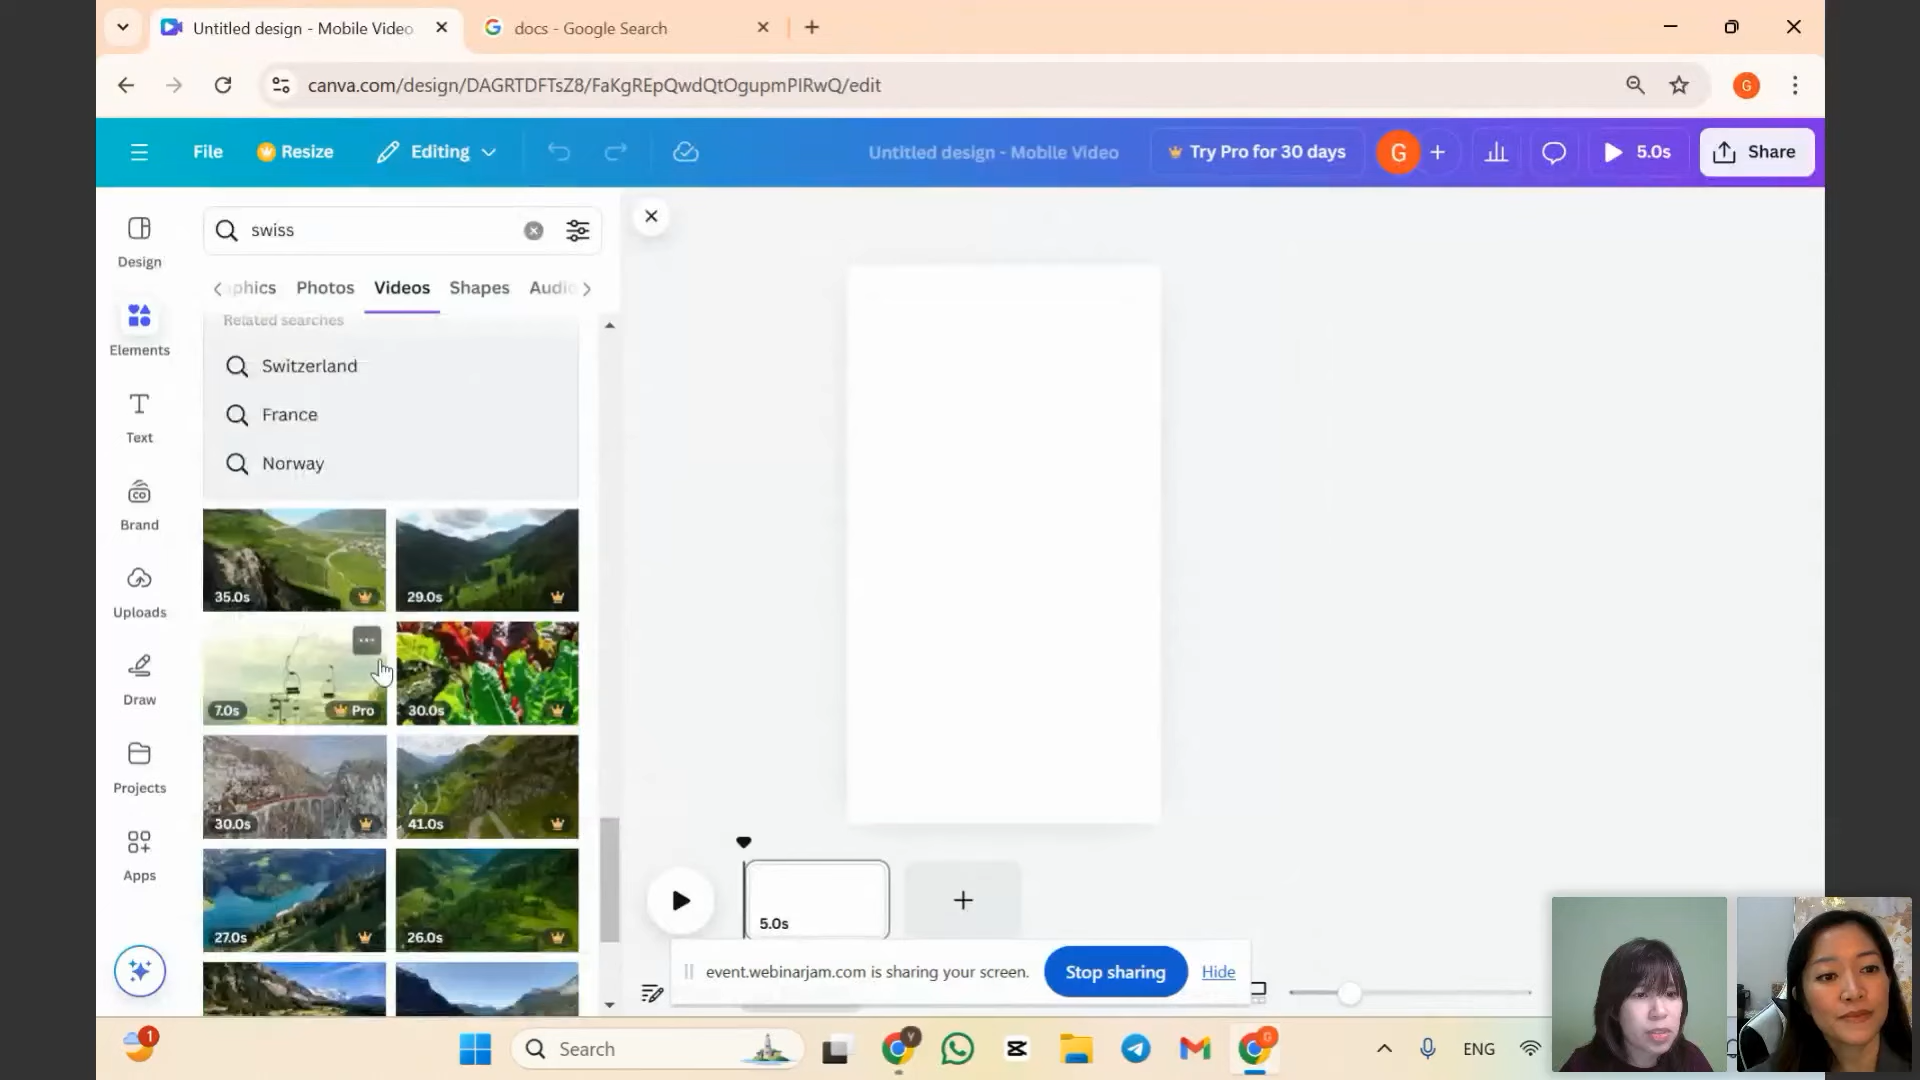 Untitled design - Mobile Video
docs - Google Search
canva.com/design/DAGRTDFTsZ8/FaKgREpQwdQtOgupmPIRwQ/edit
G
File
Resize
Editing
Untitled design - Mobile Video
Try Pro for 30 days
G
5.0s
Share
Design
Elements
Text
Brand
Uploads
Draw
Projects
Apps
swiss
phics
Photos
Videos
Shapes
Audio
Related searches
Switzerland
France
Norway
35.0s
29.0s
7.0s
Pro
30.0s
30.0s
41.0s
27.0s
26.0s
5.0s
event.webinarjam.com is sharing your screen.
Stop sharing
Hide
1
Search
Y
G
ENG